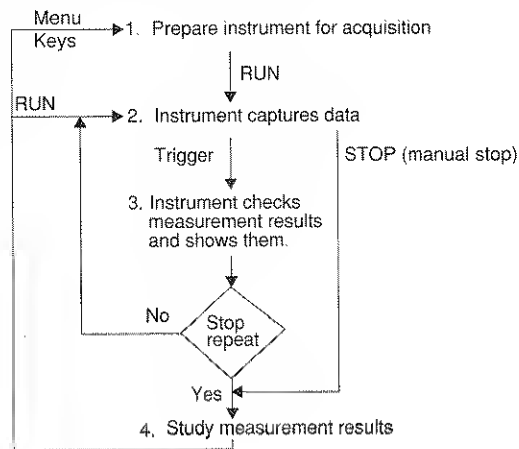 Menu
Keys
1. Prepare instrument for acquisition
RUN
RUN
2. Instrument captures data
Trigger
STOP (manual stop)
3. Instrument checks
measurement results
and shows them.
No
Stop
repeat
Yes
4. Study measurement results